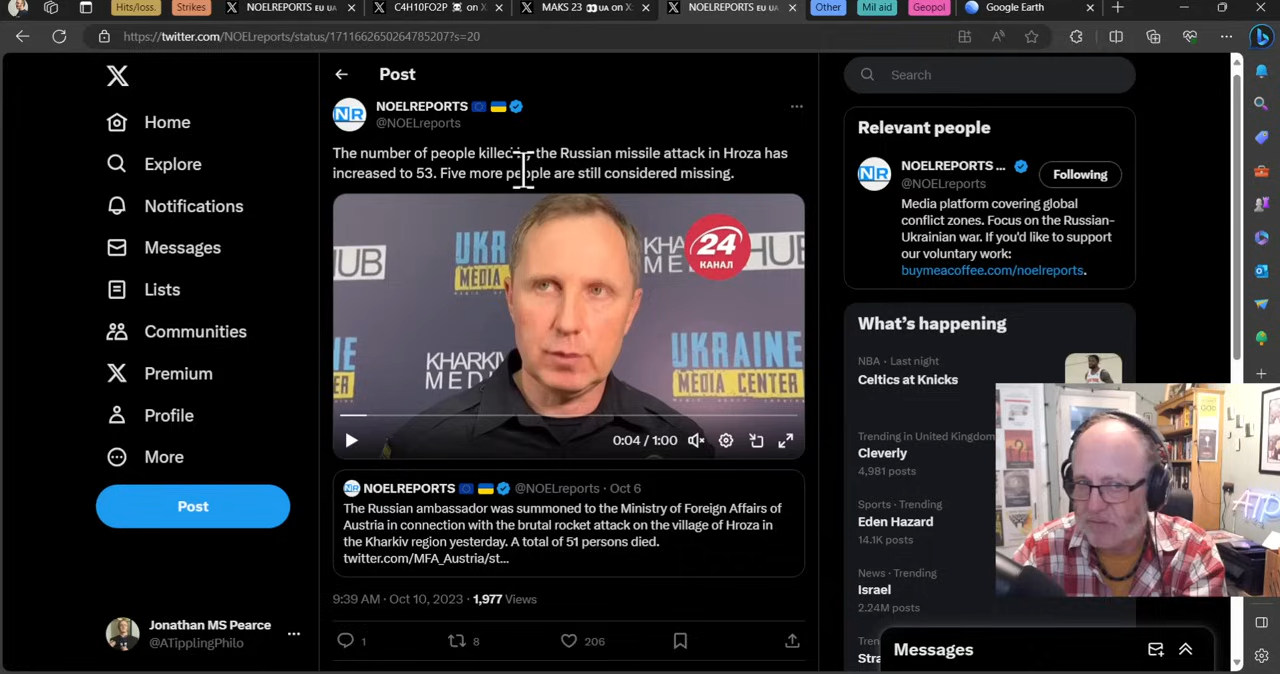 Hits/loss.
Strikes
NOELREPORTS EU UA
C4H10FO2P
on X
MAKS 23
UA on X
NOELREPORTS EU UA
Other
Mil aid
Geopol
Google Earth
https://twitter.com/NOELreports/status/1711662650264785207?s=20
Home
Explore
Notifications
Messages
Lists
Communities
Premium
Profile
More
Post
Jonathan MS Pearce
@ATipplingPhilo
Post
NOELREPORTS
@NOELreports
The number of people killed the Russian missile attack in Hroza has
increased to 53. Five more people are still considered missing.
NR
UKRA
MEDIA
24
КАНАЛ
KHA
HUB
HUB
KHARKIV
MED
UKRAINE
MEDIA CENTER
0:04 / 1:00
NOELREPORTS @NOELreports · Oct 6
The Russian ambassador was summoned to the Ministry of Foreign Affairs of
Austria in connection with the brutal rocket attack on the village of Hroza in
the Kharkiv region yesterday. A total of 51 persons died.
twitter.com/MFA_Austria/st...
9:39 AM · Oct 10, 2023 · 1,977 Views
1
8
206
Search
Relevant people
NR
NOELREPORTS ...
@NOELreports
Following
Media platform covering global
conflict zones. Focus on the Russian-
Ukrainian war. If you'd like to support
our voluntary work:
buymeacoffee.com/noelreports.
What's happening
NBA · Last night
Celtics at Knicks
Trending in United Kingdom
Cleverly
4,981 posts
Sports · Trending
Eden Hazard
14.1K posts
News · Trending
Israel
2.24M posts
Trending
Stra
Messages